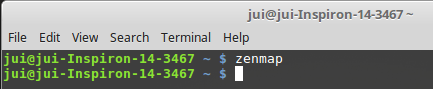 jui@jui-Inspiron-14-3467 ~
File Edit View Search Terminal Help
jui@jui-Inspiron-14-3467 ~ $ zenmap
jui@jui-Inspiron-14-3467 ~ $